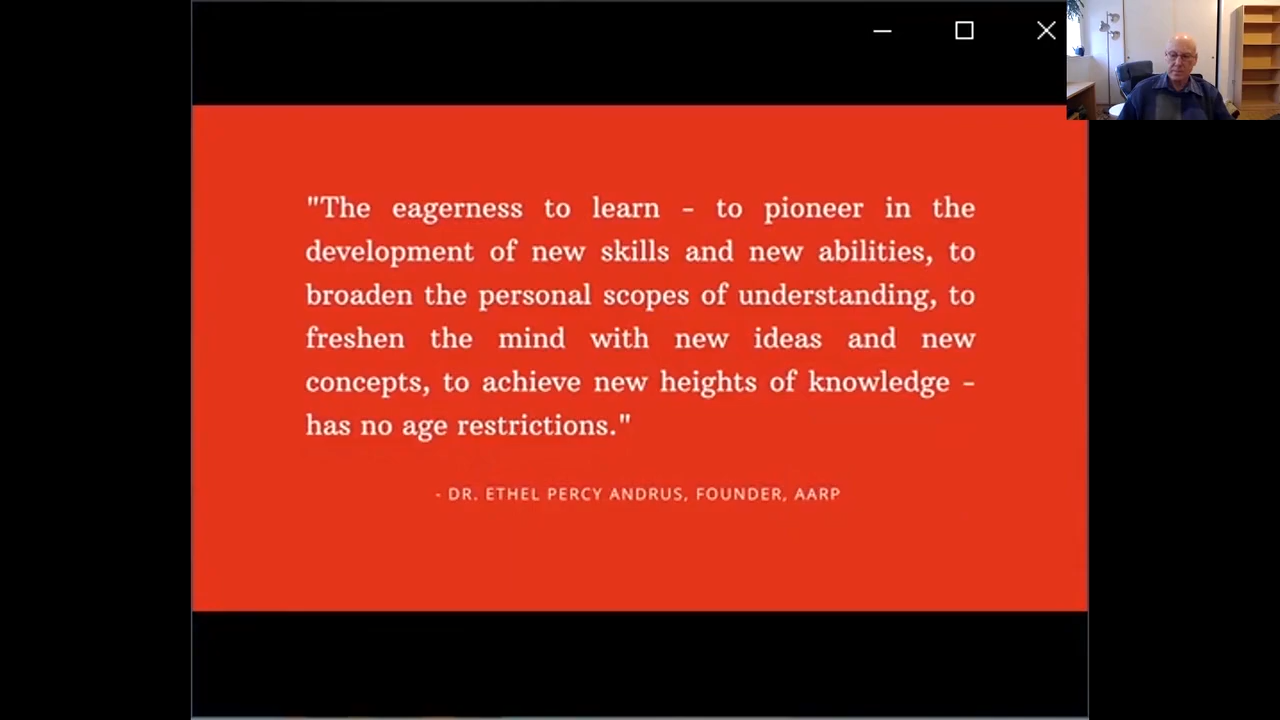 "The eagerness to learn - to pioneer in the
development of new skills and new abilities, to
broaden the personal scopes of understanding, to
freshen the mind with new ideas and new
concepts, to achieve new heights of knowledge -
has no age restrictions."
- DR. ETHEL PERCY ANDRUS, FOUNDER, AARP